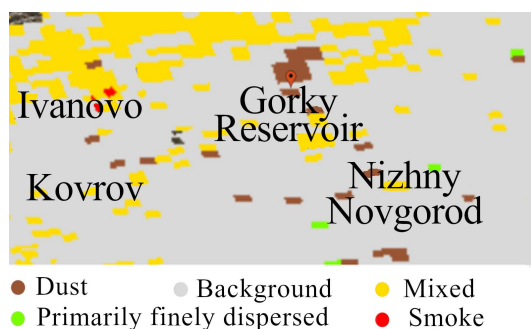 Ivanovo
Gorky
Reservoir
Kovrov
Nizhny
Novgorod
Dust
Background
Mixed
Primarily finely dispersed
Smoke